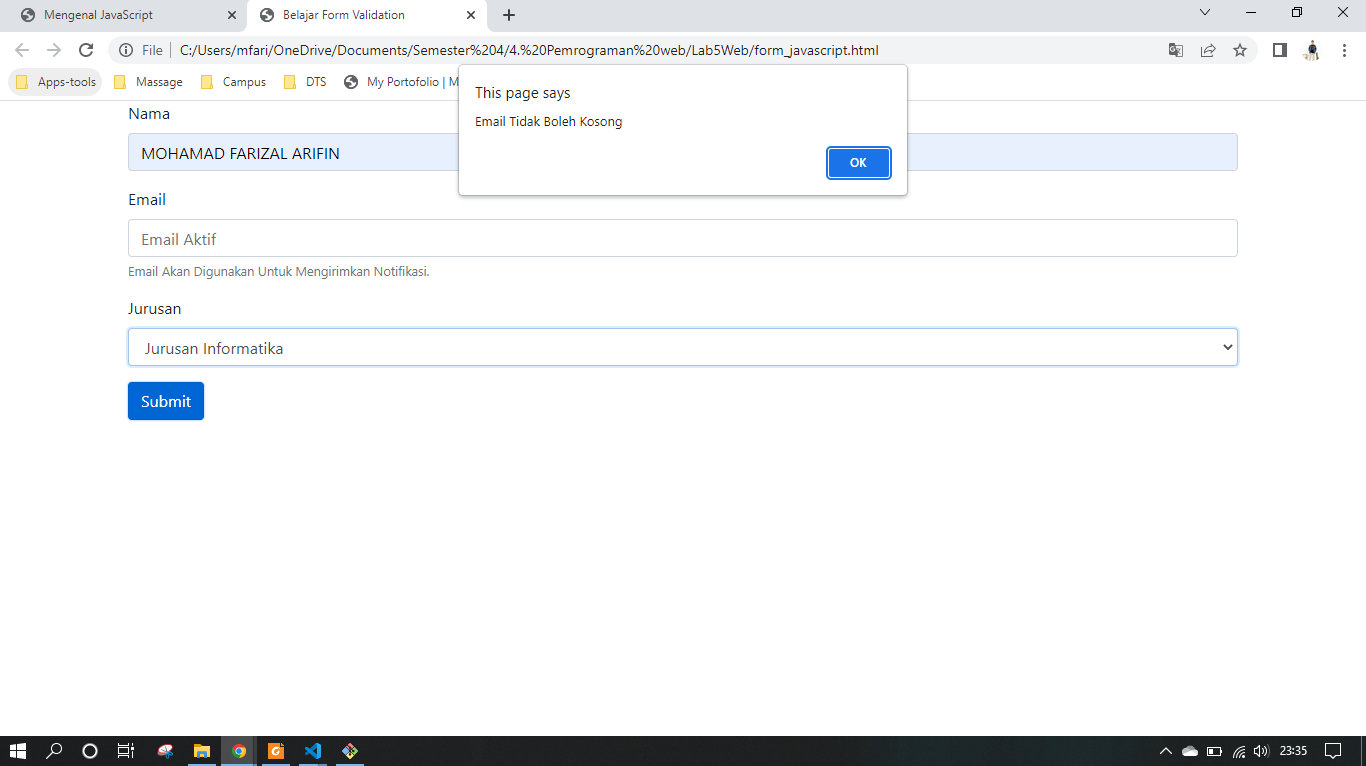 Mengenal JavaScript
Belajar Form Validation
File
C:/Users/mfari/OneDrive/Documents/Semester%204/4.%20Pemrograman%20web/Lab5Web/form_javascript.html
Apps-tools
Massage
Campus
DTS
My Portofolio | M
This page says
Email Tidak Boleh Kosong
OK
Nama
MOHAMAD FARIZAL ARIFIN
Email
Email Aktif
Email Akan Digunakan Untuk Mengirimkan Notifikasi.
Jurusan
Jurusan Informatika
Submit
23:35